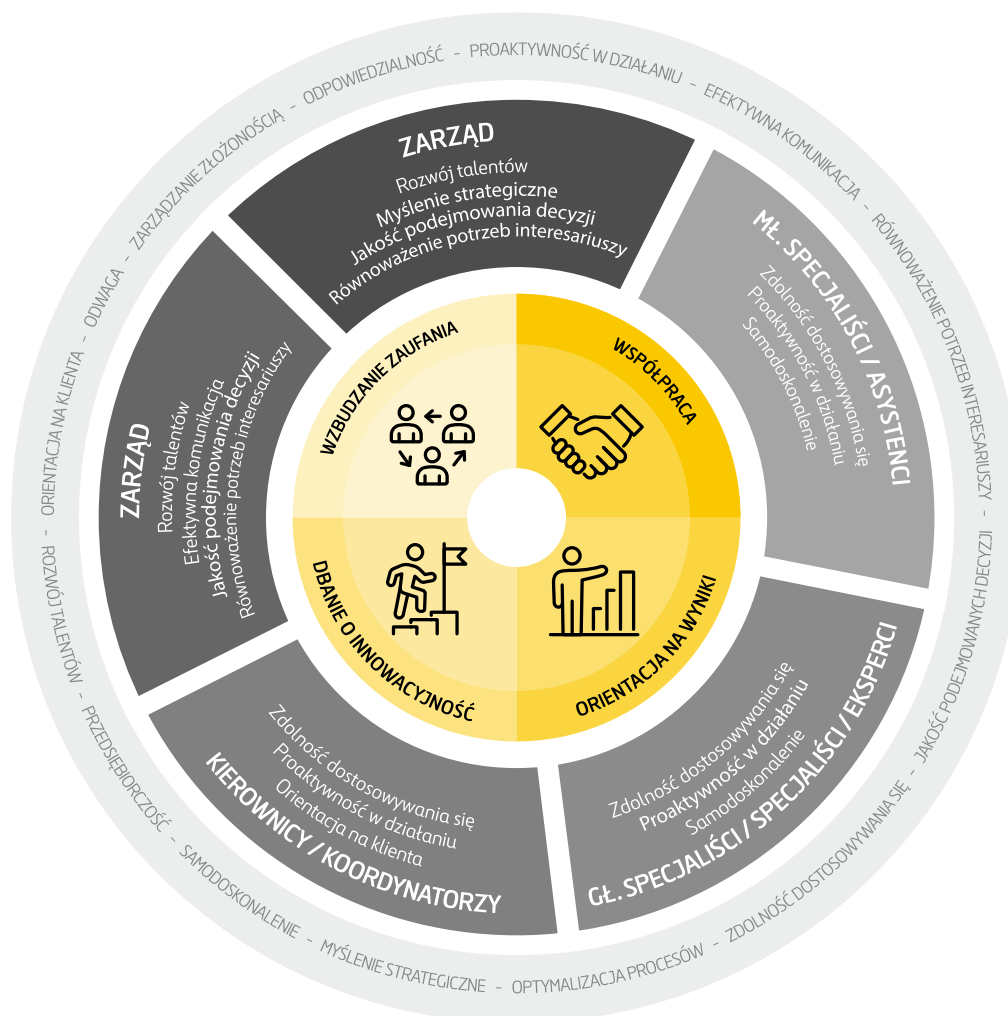 ZARZĄDZANIE ZŁOŻONOŚCIĄ - ODPOWIEDZIALNOŚĆ - PROAKTYWNOŚĆ W DZIAŁANIU - EFEKTYWNA KOMUNIKACJA - RÓWNOWAŻENIE POTRZEB INTERESARIUSZY - JAKOŚĆ PODEJMOWANYCH DECYZJI - ZDOLNOŚĆ DOSTOSOWYWANIA SIĘ - OPTYMALIZACJA PROCESÓW - MYŚLENIE STRATEGICZNE - SAMODOSKONALENIE - PRZEDSIĘBIORCZOŚĆ - ROZWÓJ TALENTÓW - ORIENTACJA NA KLIENTA - ODWAGA -
ZARZĄD
Rozwój talentów
Myślenie strategiczne
Jakość podejmowania decyzji
Równoważenie potrzeb interesariuszy
MŁ. SPECJALIŚCI / ASYSTENCI
Zdolność dostosowywania się
Proaktywność w działaniu
Samodoskonalenie
Zdolność dostosowywania się
Proaktywność w działaniu
Samodoskonalenie
GŁ. SPECJALIŚCI / SPECJALIŚCI / EKSPERCI
Zdolność dostosowywania się
Proaktywność w działaniu
Orientacja na klienta
KIEROWNICY / KOORDYNATORZY
ZARZĄD
Rozwój talentów
Efektywna komunikacja
Jakość podejmowania decyzji
Równoważenie potrzeb interesariuszy
WZBUDZANIE ZAUFANIA
WSPÓŁPRACA
ORIENTACJA NA WYNIKI
DBANIE O INNOWACYJNOŚĆ